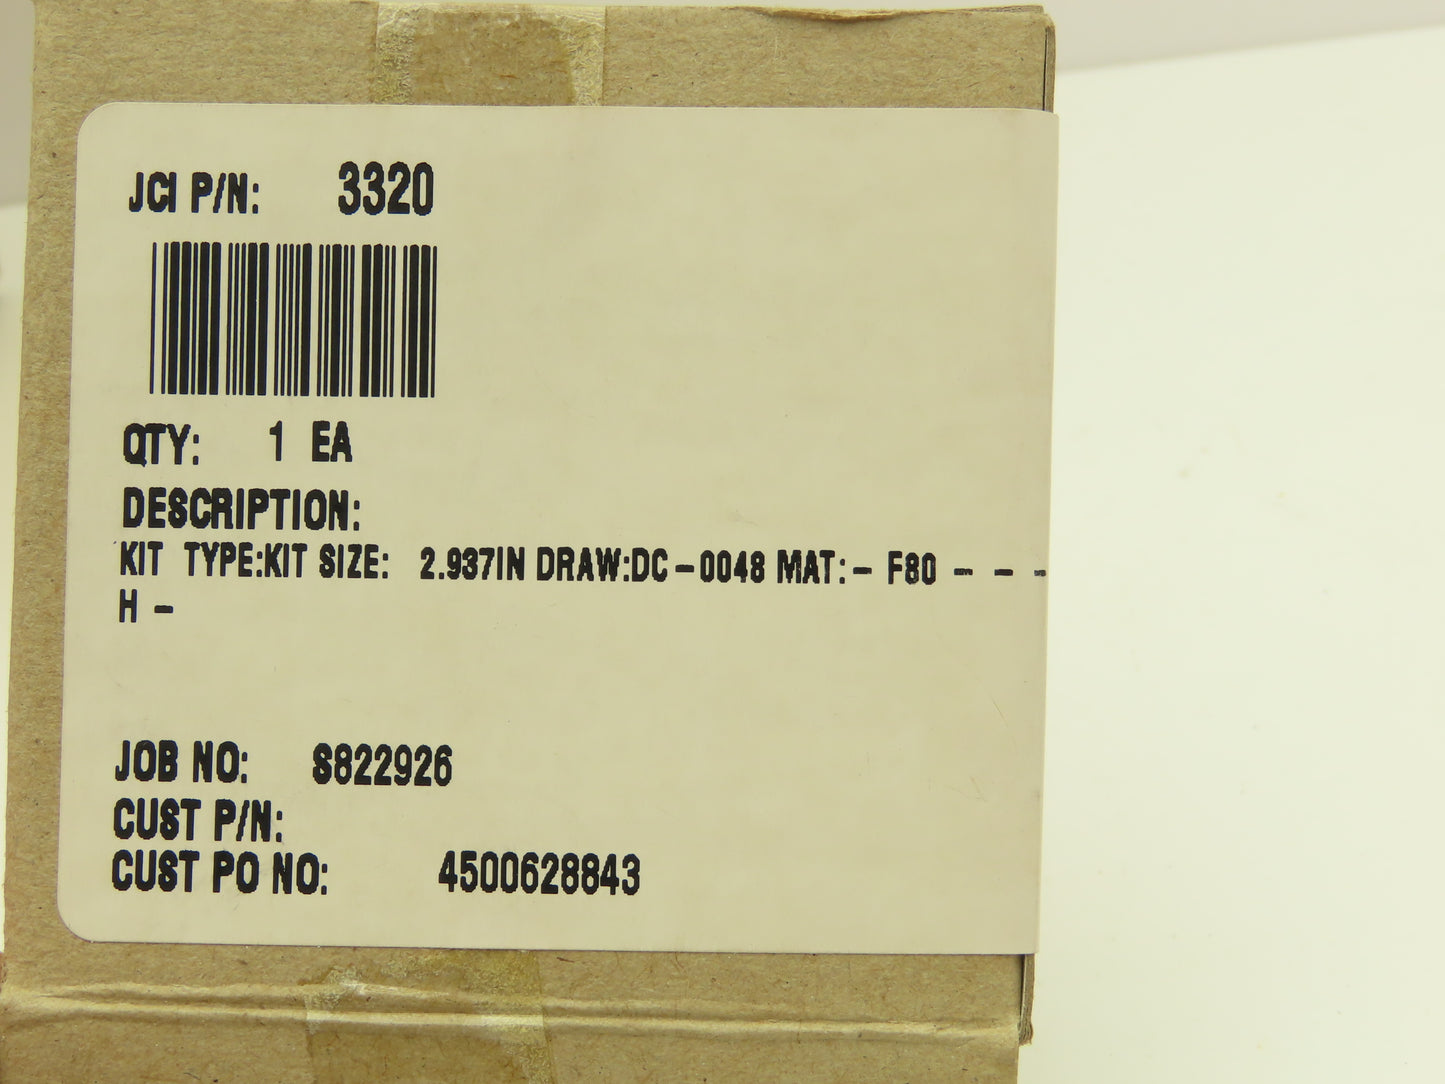 JCI P/N: 3320
QTY: 1 EA
DESCRIPTION:
KIT TYPE:KIT SIZE: 2.937IN DRAW:DC-0048 MAT:- F80 - - -
H -
JOB NO: S822926
CUST P/N:
CUST PO NO: 4500628843